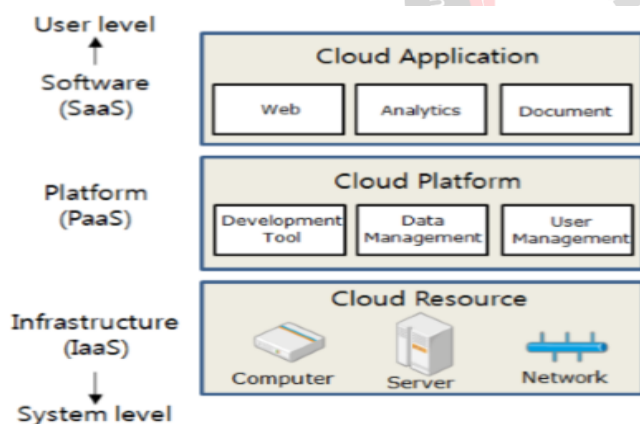 User level
Software
(SaaS)
Cloud Application
Web
Analytics
Document
Platform
(PaaS)
Cloud Platform
Development
Tool
Data
Management
User
Management
Infrastructure
(IaaS)
Cloud Resource
Computer
Server
Network
System level